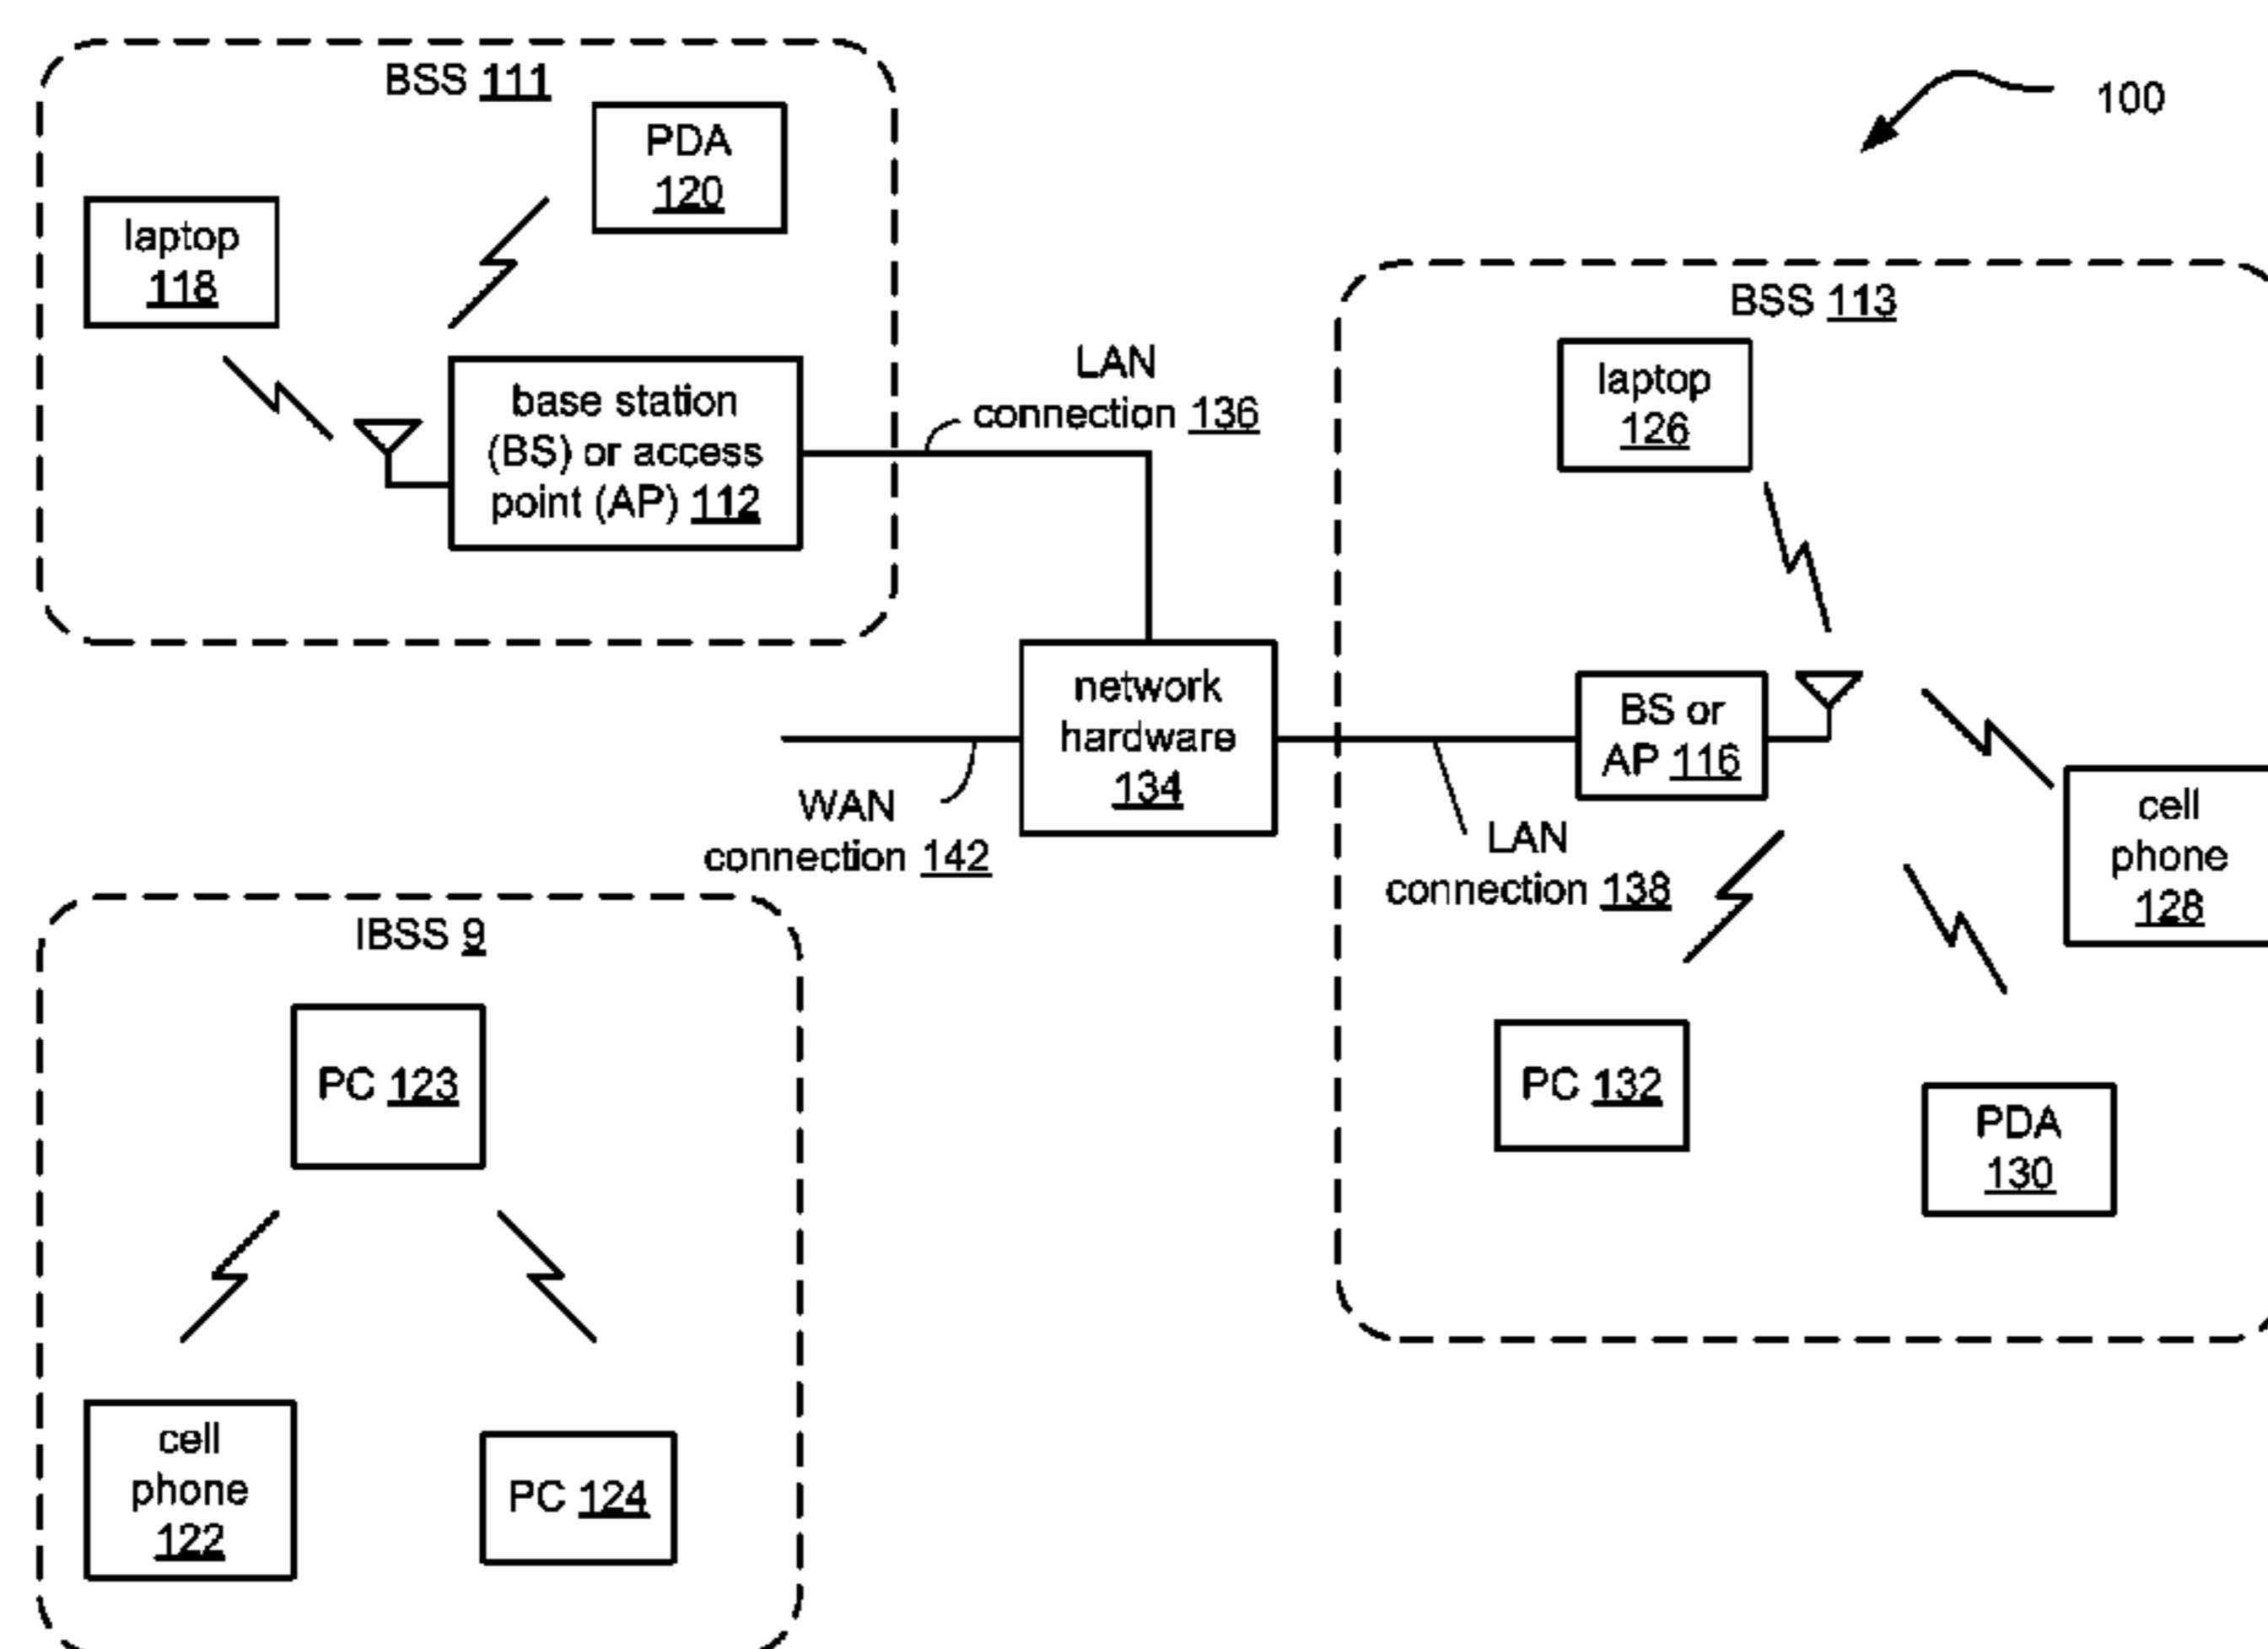 BSS 111
PDA
120
laptop
118
base station
(BS) or access
point (AP) 112
LAN
connection 136
100
BSS 113
laptop
126
network
hardware
134
WAN
connection 142
BS or
AP 116
LAN
connection 138
cell
phone
128
PC 132
PDA
130
IBSS 9
PC 123
cell
phone
122
PC 124